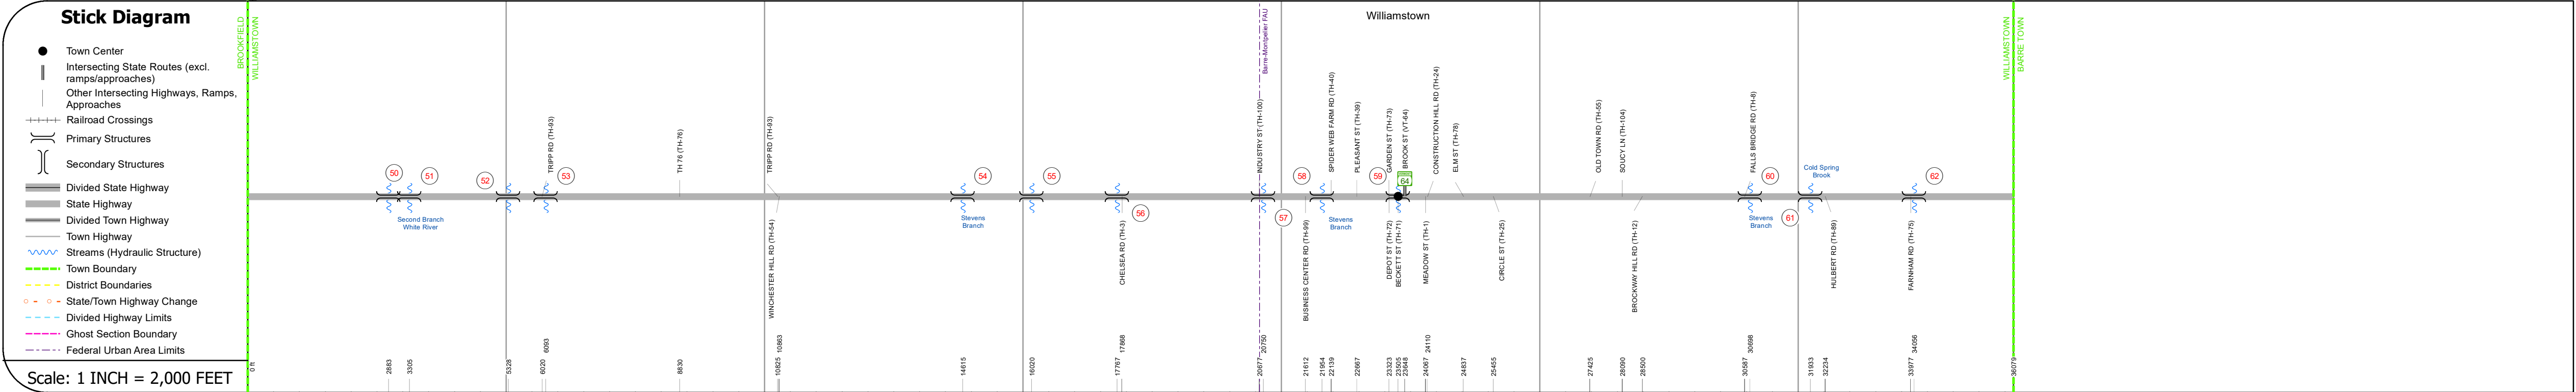 Stick Diagram
Town Center
Intersecting State Routes (excl.
ramps/approaches)
Other Intersecting Highways, Ramps,
Approaches
Railroad Crossings
Primary Structures
Secondary Structures
Divided State Highway
State Highway
Divided Town Highway
Town Highway
Streams (Hydraulic Structure)
Town Boundary
District Boundaries
State/Town Highway Change
Divided Highway Limits
Ghost Section Boundary
Federal Urban Area Limits
Scale: 1 INCH = 2,000 FEET
BROOKFIELD
WILLIAMSTOWN
Williamstown
Barre-Montpelier FAU
WILLIAMSTOWN
BARRE TOWN
TRIPP RD (TH-93)
TH 76 (TH-76)
TRIPP RD (TH-93)
INDUSTRY ST (TH-100)
SPIDER WEB FARM RD (TH-40)
PLEASANT ST (TH-39)
GARDEN ST (TH-73)
BROOK ST (VT-64)
CONSTRUCTION HILL RD (TH-24)
ELM ST (TH-78)
OLD TOWN RD (TH-55)
SOUCY LN (TH-104)
FALLS BRIDGE RD (TH-8)
50
51
52
53
54
55
56
57
58
59
64
60
61
62
Second Branch
White River
Stevens
Branch
Stevens
Branch
Stevens
Branch
Cold Spring
Brook
WINCHESTER HILL RD (TH-54)
CHELSEA RD (TH-3)
BUSINESS CENTER RD (TH-99)
DEPOT ST (TH-72)
BECKETT ST (TH-71)
MEADOW ST (TH-1)
CIRCLE ST (TH-25)
BROCKWAY HILL RD (TH-12)
HULBERT RD (TH-89)
FARNHAM RD (TH-75)
0 ft
2883
3305
5328
6020
6093
8830
10825
10863
14615
16020
17767
17868
20677
20750
21612
21954
22139
22667
23323
23505
23648
24067
24110
24837
25455
27425
28090
28500
30587
30698
31933
32234
33977
34056
36079